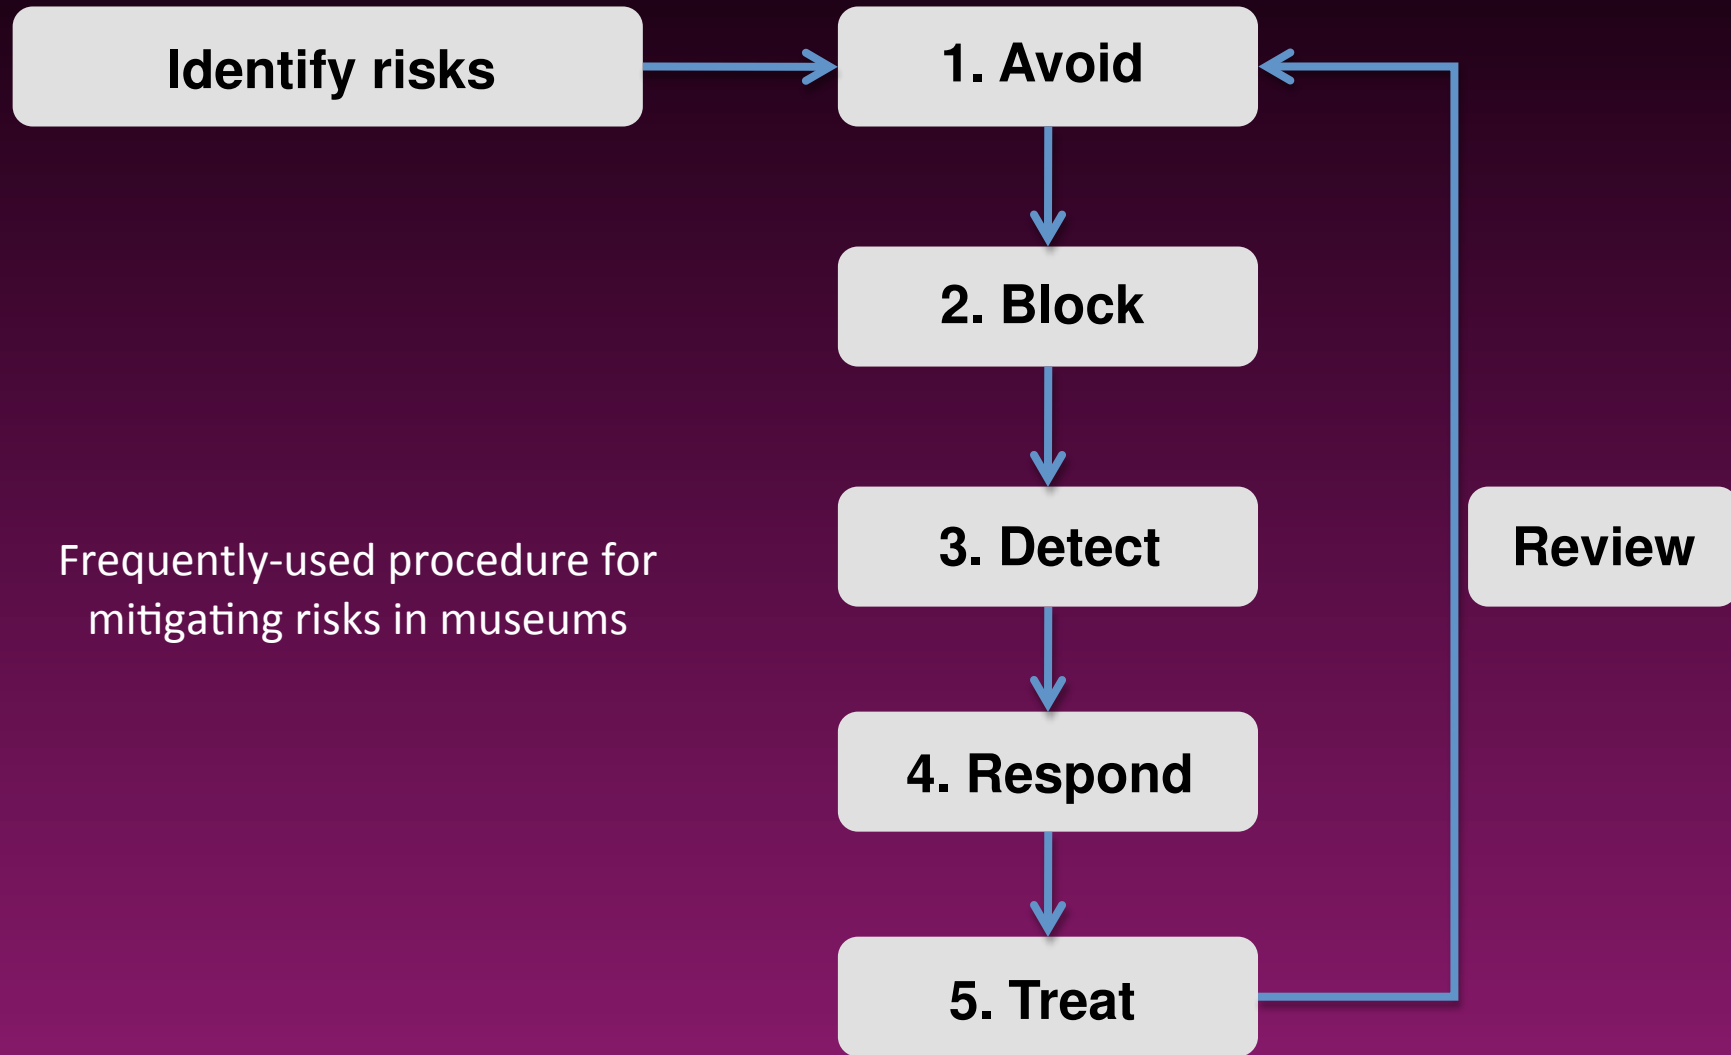 Identify risks
1. Avoid
2. Block
3. Detect
Review
Frequently-used procedure for
mitigating risks in museums
4. Respond
5. Treat